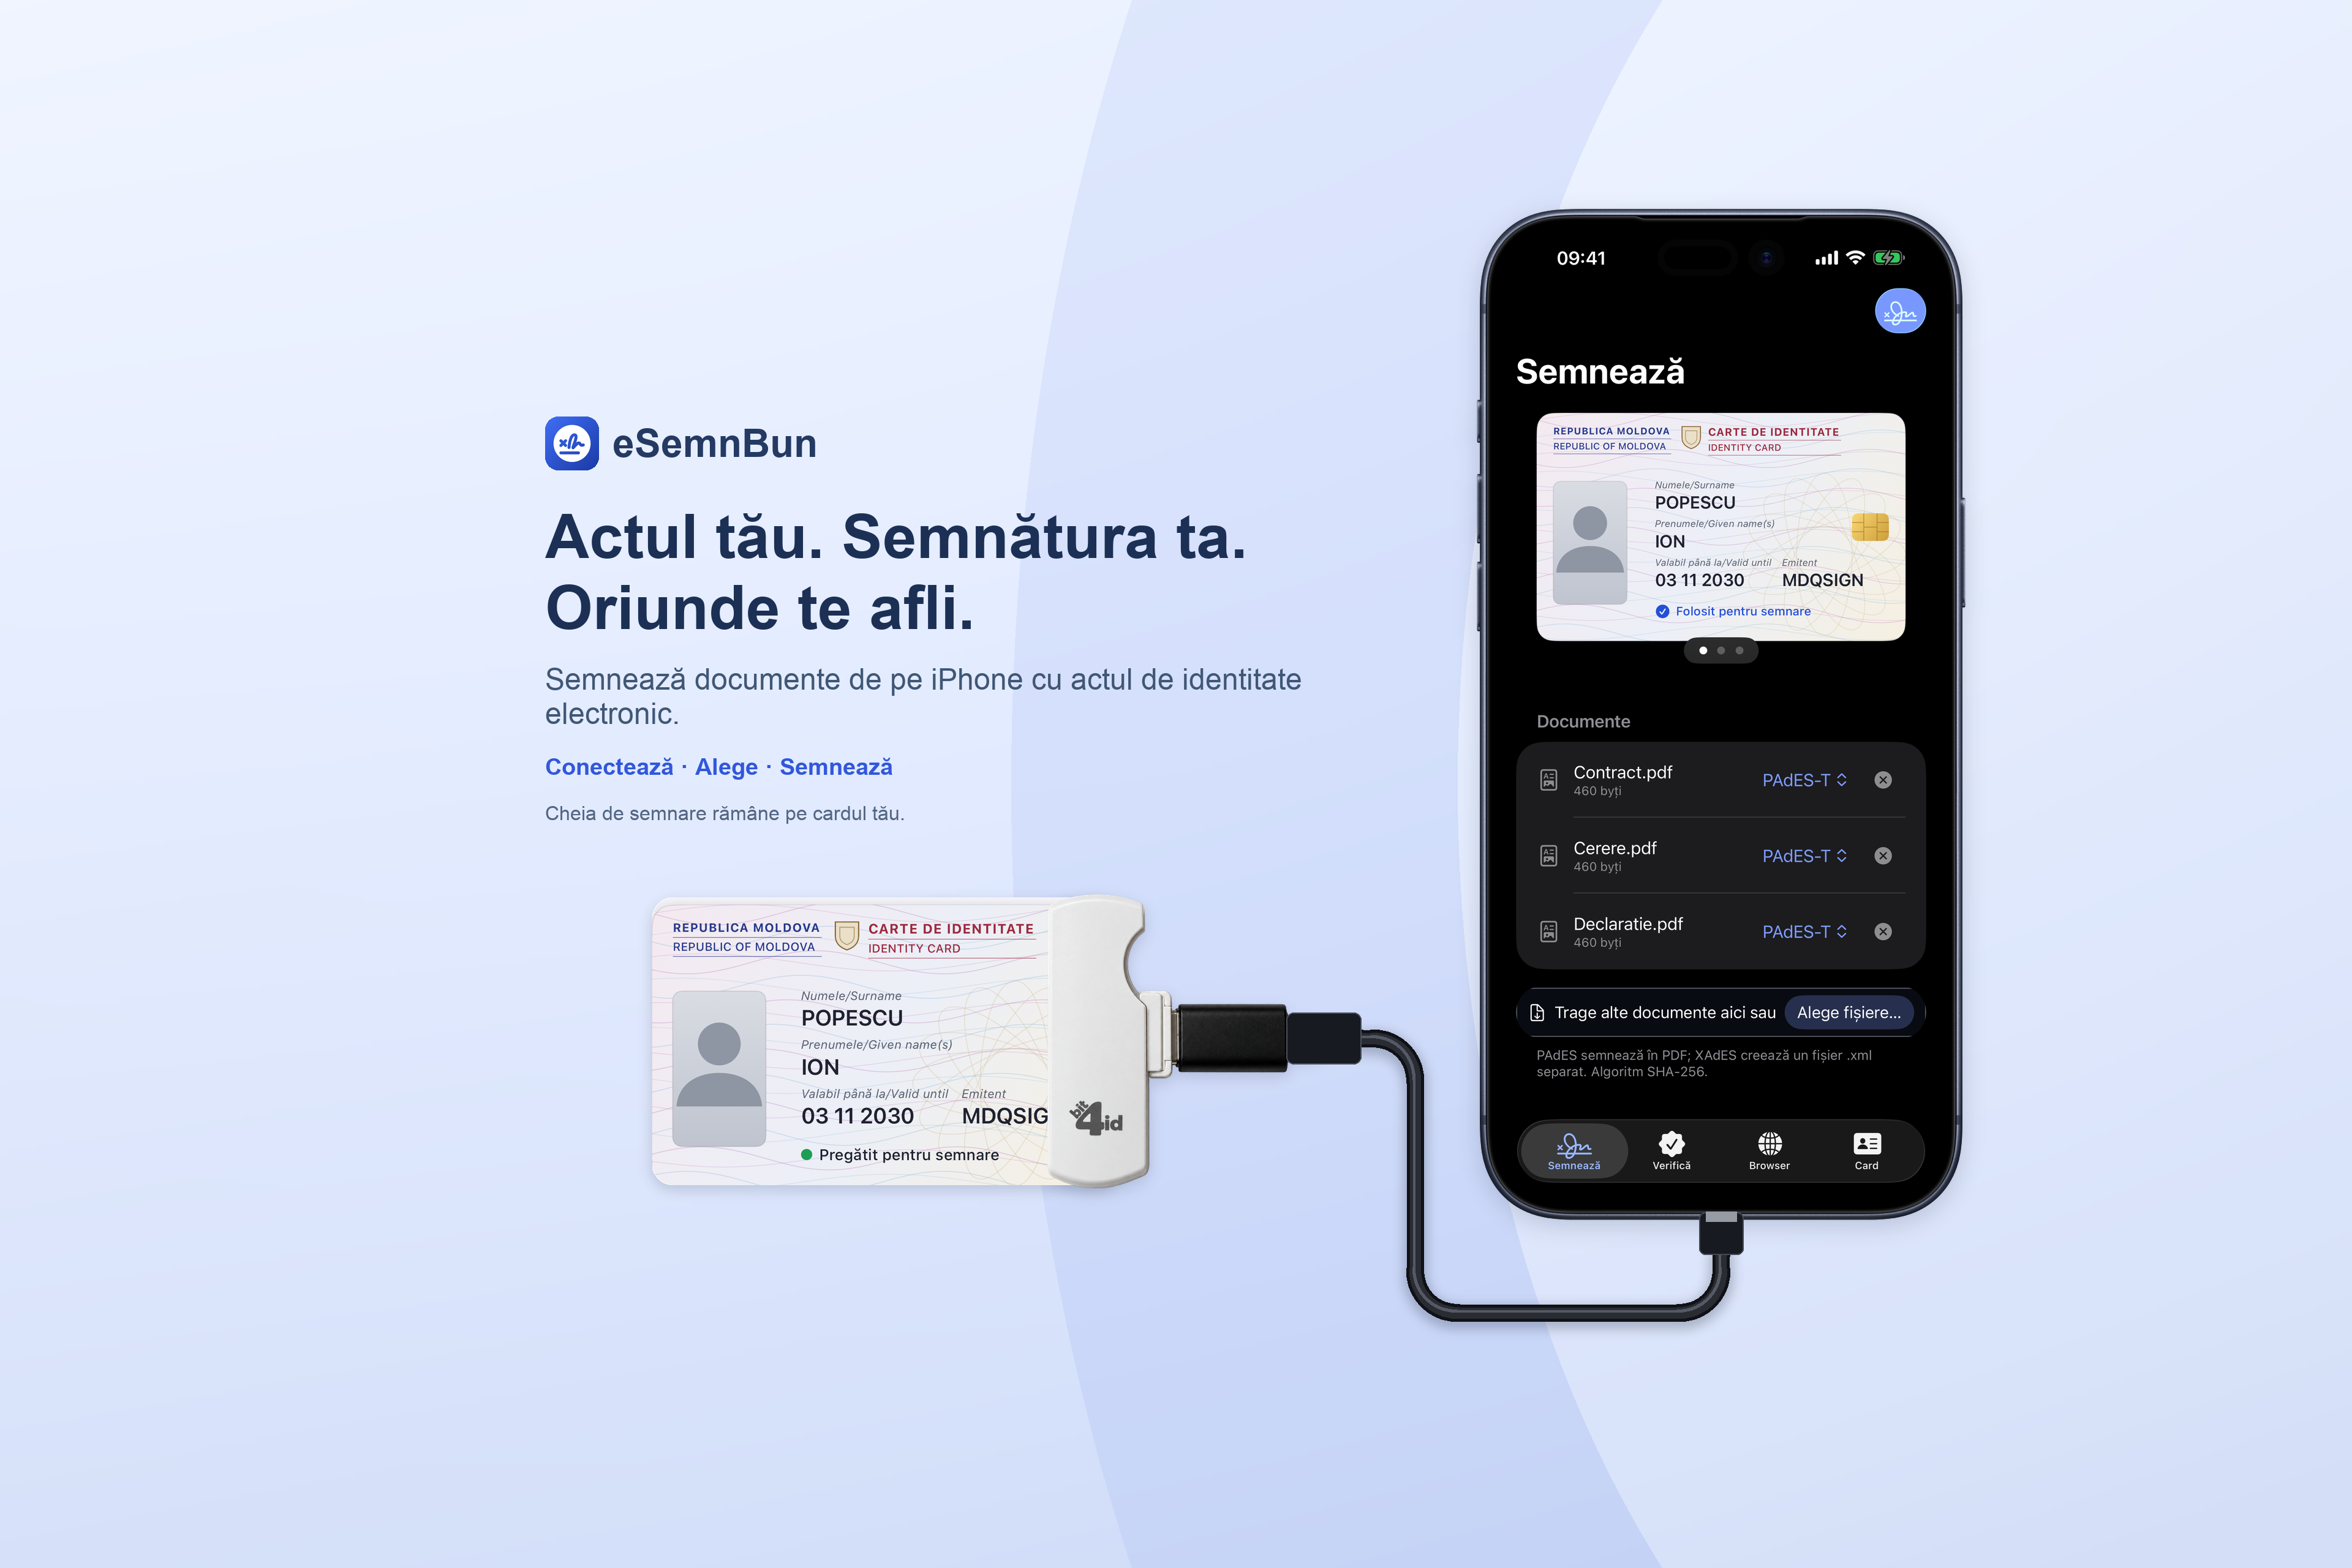 eSemnBun
Actul tău. Semnătura ta.
Oriunde te afli.
Semnează documente de pe iPhone cu actul de identitate
electronic.
Conectează · Alege · Semnează
Cheia de semnare rămâne pe cardul tău.
REPUBLICA MOLDOVA
REPUBLIC OF MOLDOVA
CARTE DE IDENTITATE
IDENTITY CARD
Numele/Surname
POPESCU
Prenumele/Given name(s)
ION
Valabil până la/Valid until Emitent
03 11 2030 MDQSIG
Pregătit pentru semnare
bit4id
09:41
Semnează
REPUBLICA MOLDOVA
REPUBLIC OF MOLDOVA
CARTE DE IDENTITATE
IDENTITY CARD
Numele/Surname
POPESCU
Prenumele/Given name(s)
ION
Valabil până la/Valid until Emitent
03 11 2030 MDQSIGN
Folosit pentru semnare
Documente
Contract.pdf PAdES-T
460 byți
Cerere.pdf PAdES-T
460 byți
Declaratie.pdf PAdES-T
460 byți
Trage alte documente aici sau Alege fișiere...
PAdES semnează în PDF; XAdES creează un fișier .xml
separat. Algoritm SHA-256.
Semnează Verifică Browser Card